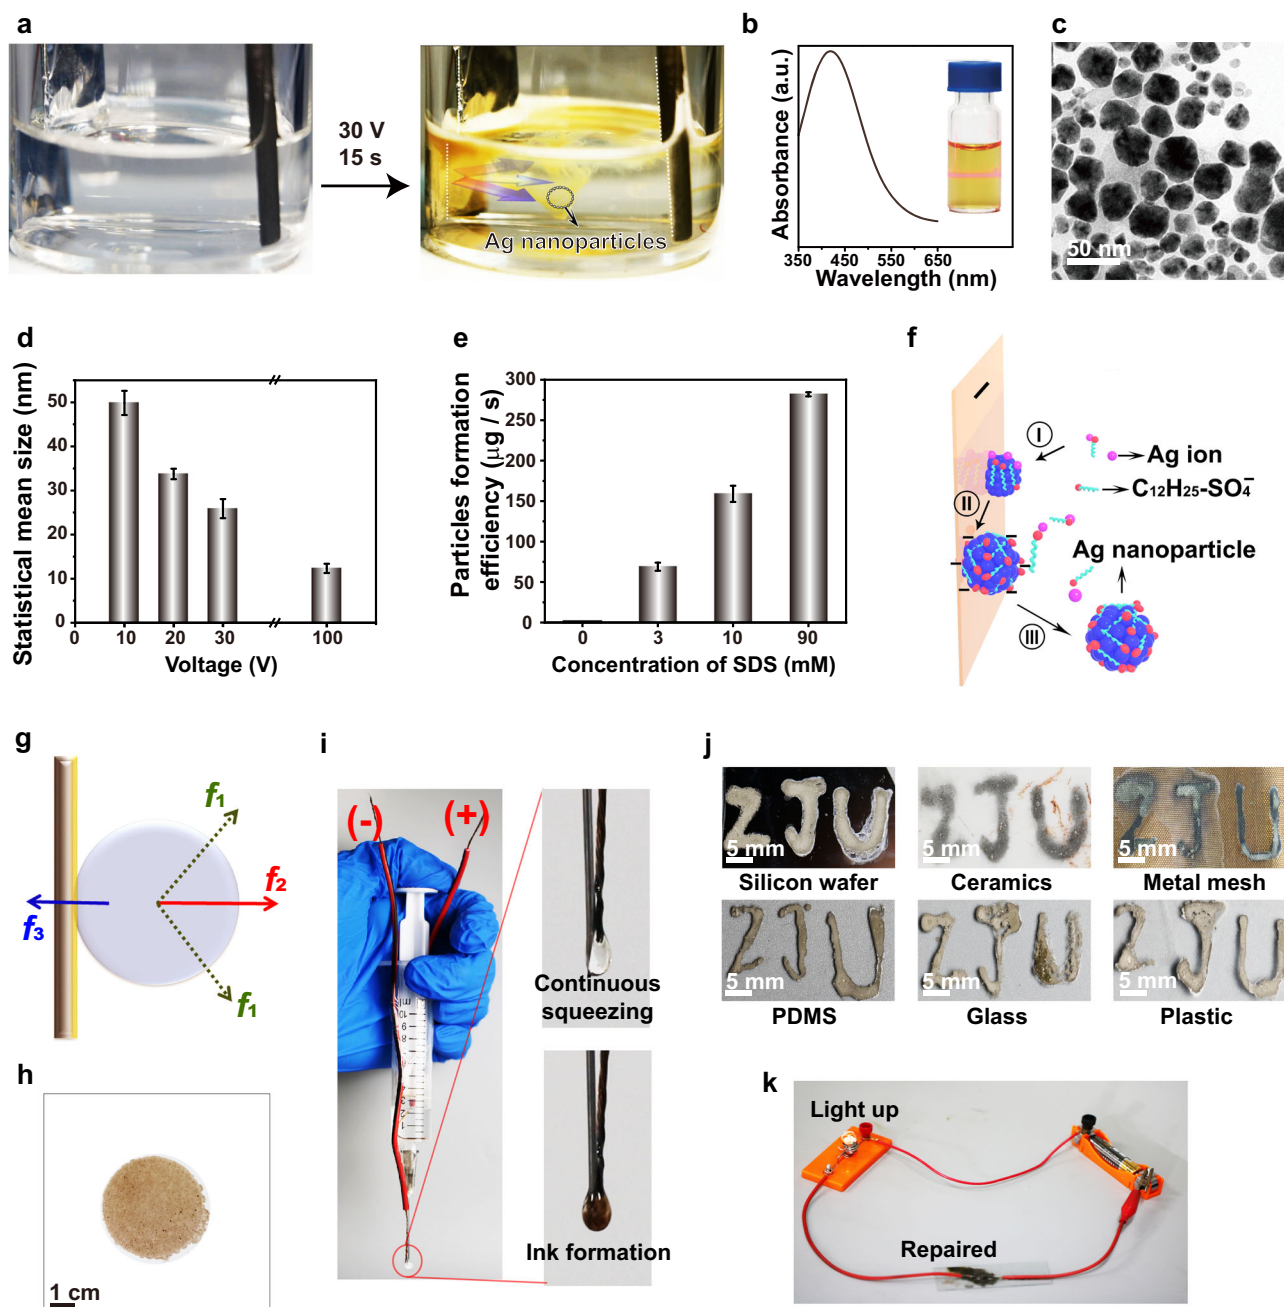 a
30 V
15 s
Ag nanoparticles
b
Absorbance (a.u.)
350 450 550 650
Wavelength (nm)
c
50 nm
d
Statistical mean size (nm)
50
40
30
20
10
0
0 10 20 30 100
Voltage (V)
e
Particles formation
efficiency (µg / s)
300
250
200
150
100
50
0
0 3 10 90
Concentration of SDS (mM)
f
I
Ag ion
C₁₂H₂₅-SO₄⁻
II
Ag nanoparticle
III
g
f₁
f₂
f₃
f₁
h
1 cm
i
(-) (+)
Continuous
squeezing
Ink formation
j
Z J U
5 mm
Silicon wafer
Z J U
5 mm
Ceramics
Z J U
5 mm
Metal mesh
Z J U
5 mm
PDMS
Z J U
5 mm
Glass
Z J U
5 mm
Plastic
k
Light up
Repaired